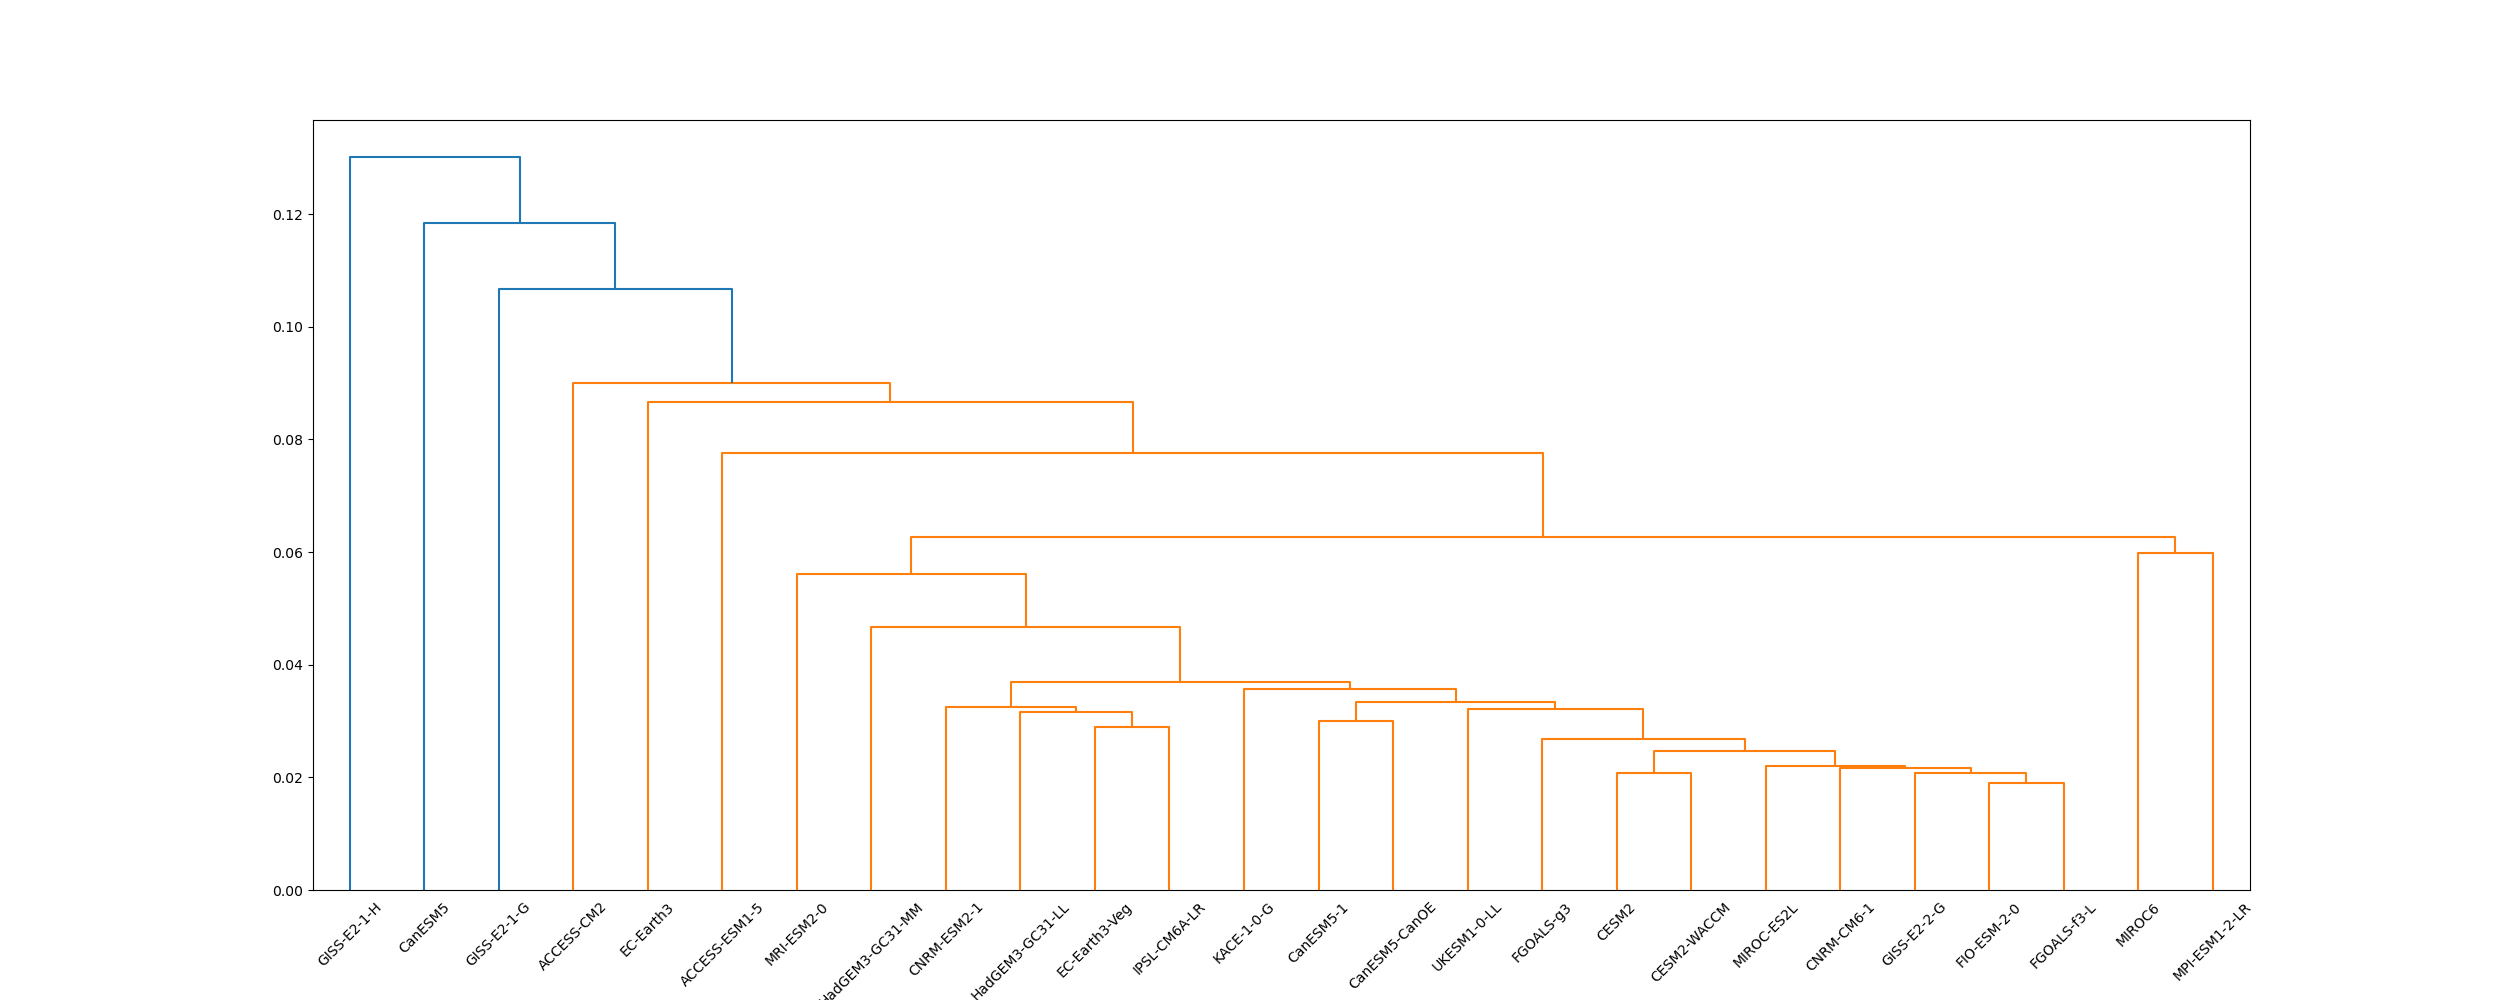 0.12
0.10
0.08
0.06
0.04
0.02
0.00
GISS-E2-1-H
CanESM5
GISS-E2-1-G
ACCESS-CM2
EC-Earth3
ACCESS-ESM1-5
MRI-ESM2-0
HadGEM3-GC31-MM
CNRM-ESM2-1
HadGEM3-GC31-LL
EC-Earth3-Veg
IPSL-CM6A-LR
KACE-1-0-G
CanESM5-1
CanESM5-CanOE
UKESM1-0-LL
FGOALS-g3
CESM2
CESM2-WACCM
MIROC-ES2L
CNRM-CM6-1
GISS-E2-2-G
FIO-ESM-2-0
FGOALS-f3-L
MIROC6
MPI-ESM1-2-LR